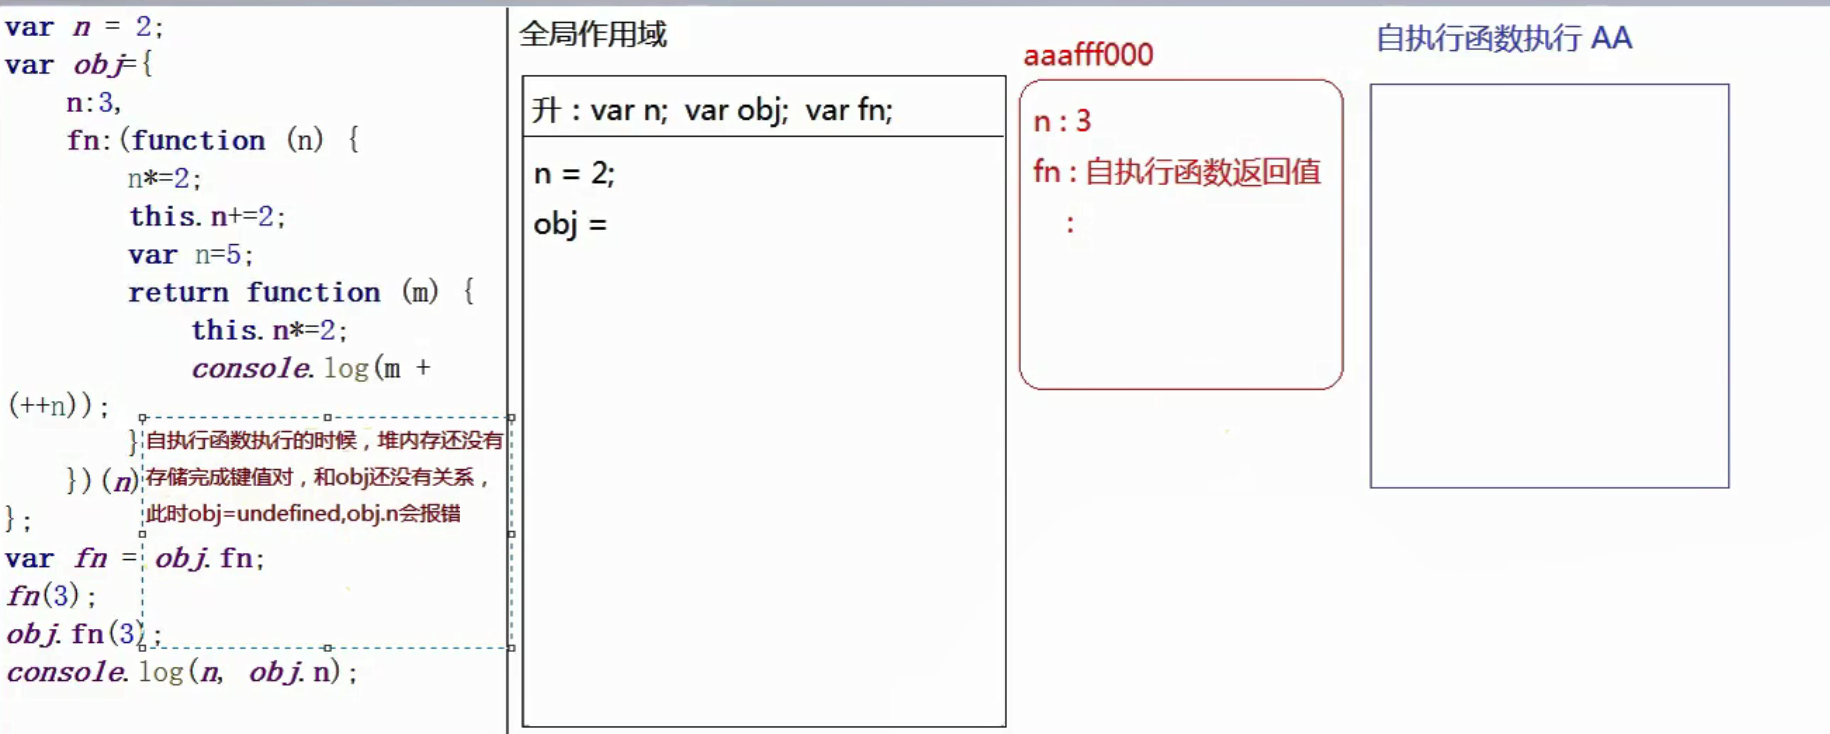 var n = 2;
var obj={
n:3,
fn:(function (n) {
n*=2;
this.n+=2;
var n=5;
return function (m) {
this.n*=2;
console.log(m +
(++n));
}
})(n)
};
var fn = obj.fn;
fn(3);
obj.fn(3);
console.log(n, obj.n);
自执行函数执行的时候，堆内存还没有
存储完成键值对，和obj还没有关系，
此时obj=undefined,obj.n会报错
全局作用域
升：var n; var obj; var fn;
n = 2;
obj =
aaafff000
n : 3
fn : 自执行函数返回值
:
自执行函数执行 AA